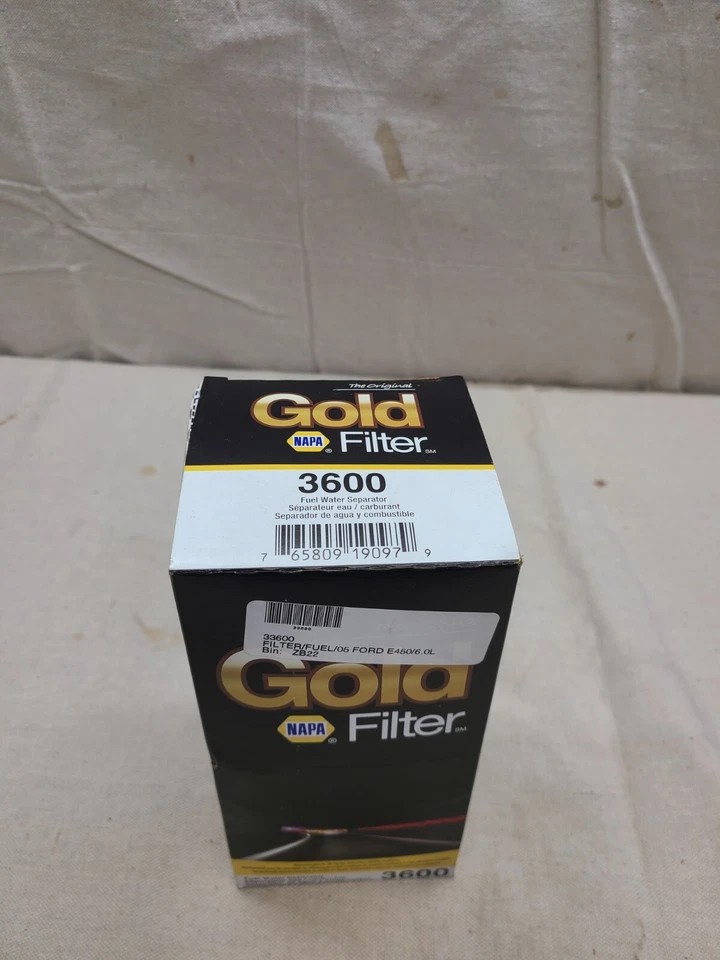 The Original
Gold
NAPA® Filter SM
3600
Fuel Water Separator
Séparateur eau / carburant
Separador de agua y combustible
7 65809 19097 9
33600
FILTER/FUEL/05 FORD E450/6.0L
Bin: ZB22
Gold
NAPA® Filter SM
3600